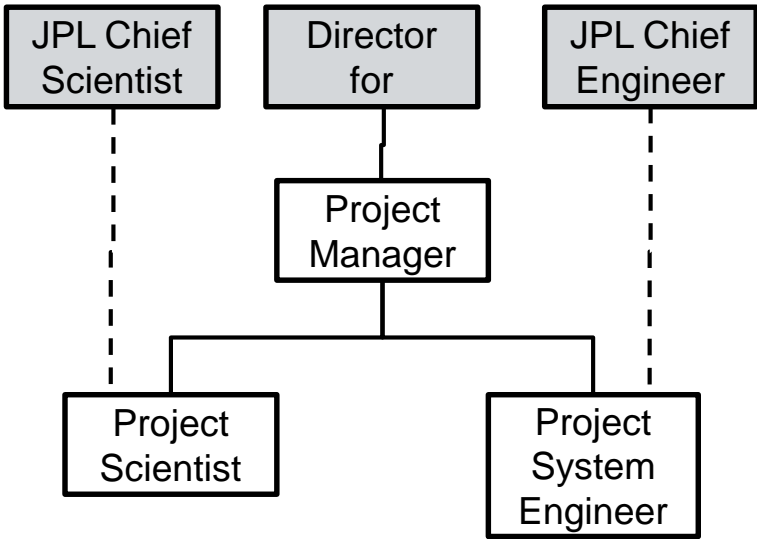 JPL Chief
Scientist
Director
for
JPL Chief
Engineer
Project
Manager
Project
Scientist
Project
System
Engineer